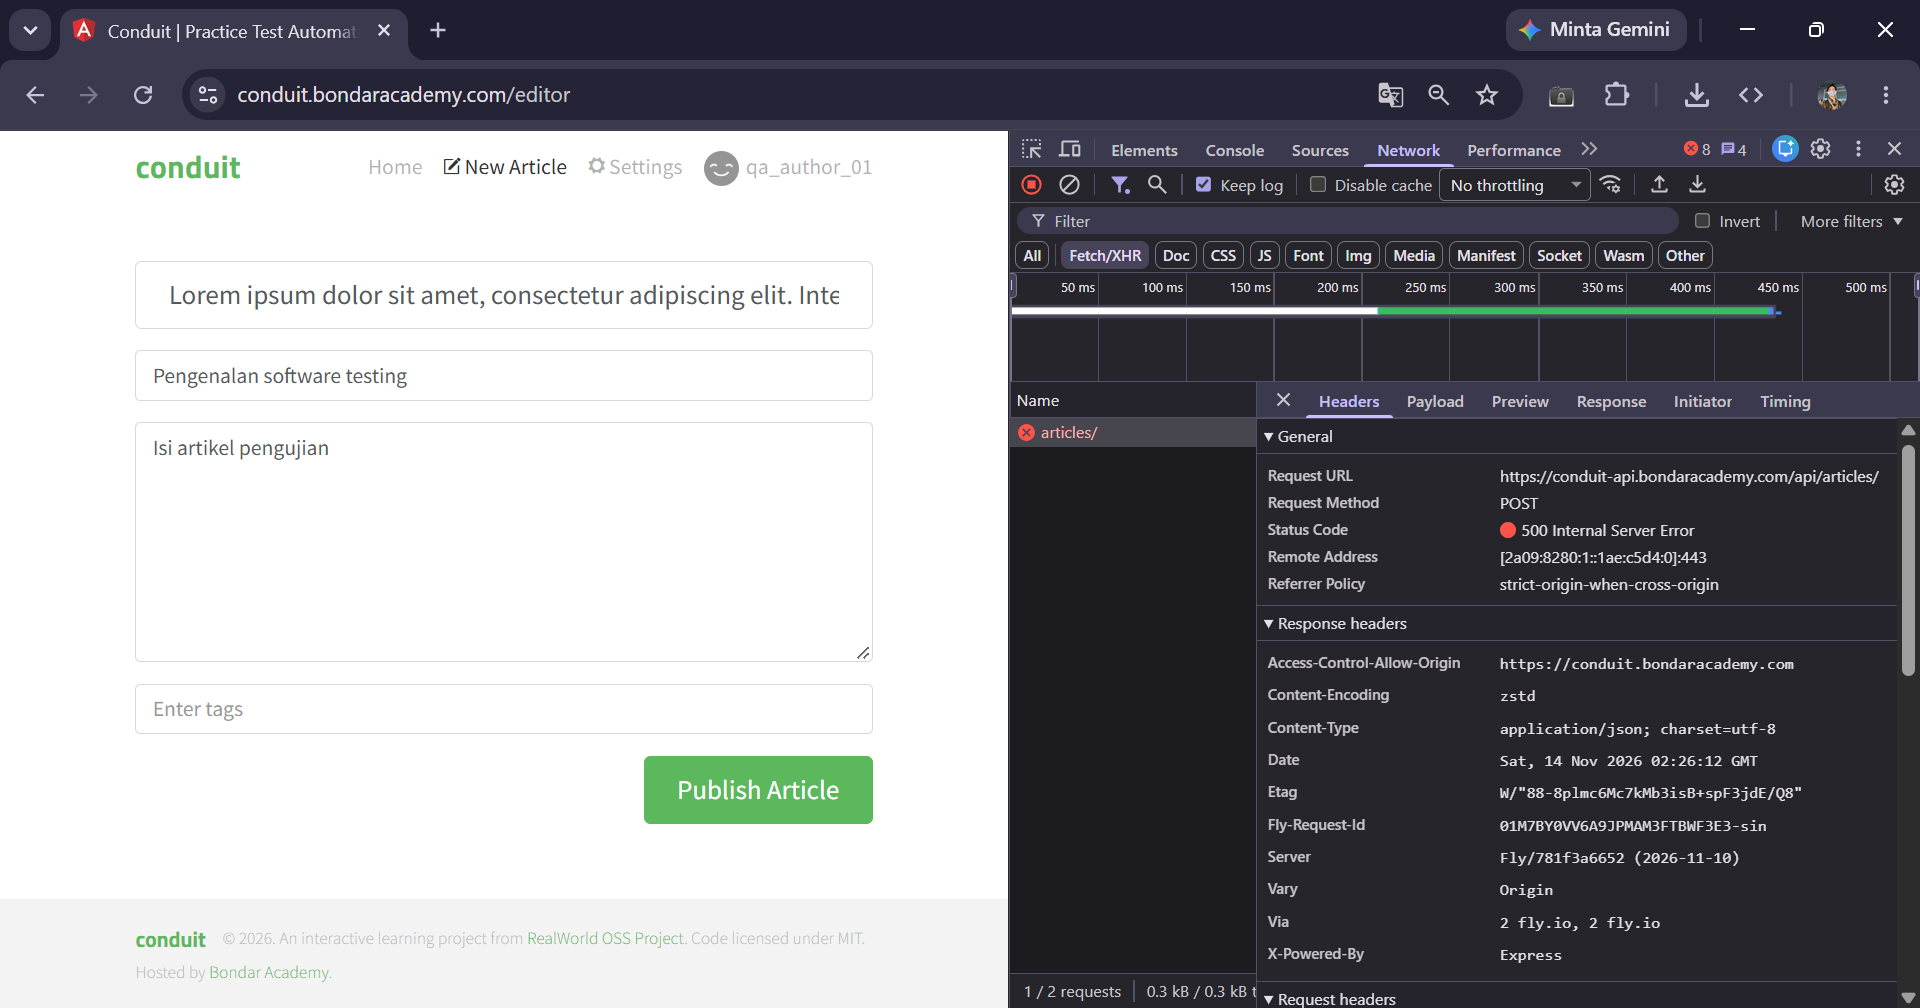 Conduit | Practice Test Automat
Minta Gemini
conduit.bondaracademy.com/editor
conduit
Home
New Article
Settings
qa_author_01
Lorem ipsum dolor sit amet, consectetur adipiscing elit. Inte
Pengenalan software testing
Isi artikel pengujian
Enter tags
Publish Article
conduit © 2026. An interactive learning project from RealWorld OSS Project. Code licensed under MIT.
Hosted by Bondar Academy.
Elements Console Sources Network Performance 8 4
Keep log Disable cache No throttling
Filter Invert More filters
All Fetch/XHR Doc CSS JS Font Img Media Manifest Socket Wasm Other
50 ms 100 ms 150 ms 200 ms 250 ms 300 ms 350 ms 400 ms 450 ms 500 ms
Name
articles/
Headers Payload Preview Response Initiator Timing
General
Request URL https://conduit-api.bondaracademy.com/api/articles/
Request Method POST
Status Code 500 Internal Server Error
Remote Address [2a09:8280:1::1ae:c5d4:0]:443
Referrer Policy strict-origin-when-cross-origin
Response headers
Access-Control-Allow-Origin https://conduit.bondaracademy.com
Content-Encoding zstd
Content-Type application/json; charset=utf-8
Date Sat, 14 Nov 2026 02:26:12 GMT
Etag W/"88-8plmc6Mc7kMb3isB+spF3jdE/Q8"
Fly-Request-Id 01M7BY0VV6A9JPMAM3FTBWF3E3-sin
Server Fly/781f3a6652 (2026-11-10)
Vary Origin
Via 2 fly.io, 2 fly.io
X-Powered-By Express
Request headers
1 / 2 requests 0.3 kB / 0.3 kB t